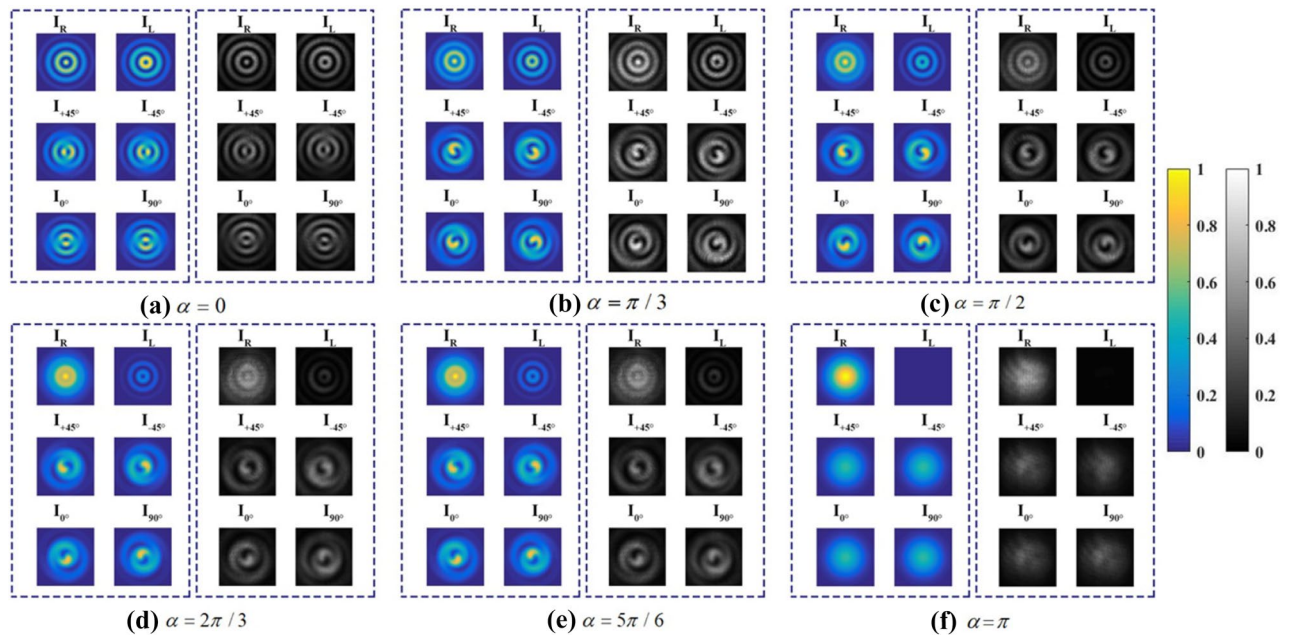 I_R I_L I_R I_L I_R I_L I_R I_L I_R I_L I_R I_L
I_+45° I_-45° I_+45° I_-45° I_+45° I_-45° I_+45° I_-45° I_+45° I_-45° I_+45° I_-45°
I_0° I_90° I_0° I_90° I_0° I_90° I_0° I_90° I_0° I_90° I_0° I_90°
(a) α = 0 (b) α = π / 3 (c) α = π / 2
I_R I_L I_R I_L I_R I_L I_R I_L I_R I_L I_R I_L
I_+45° I_-45° I_+45° I_-45° I_+45° I_-45° I_+45° I_-45° I_+45° I_-45° I_+45° I_-45°
I_0° I_90° I_0° I_90° I_0° I_90° I_0° I_90° I_0° I_90° I_0° I_90°
(d) α = 2π / 3 (e) α = 5π / 6 (f) α = π
1 1
0.8 0.8
0.6 0.6
0.4 0.4
0.2 0.2
0 0